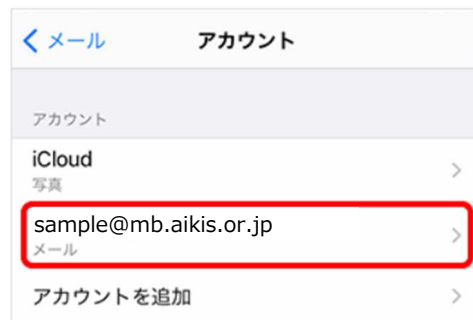 メール アカウント
アカウント
iCloud
写真
sample@mb.aikis.or.jp
メール
アカウントを追加